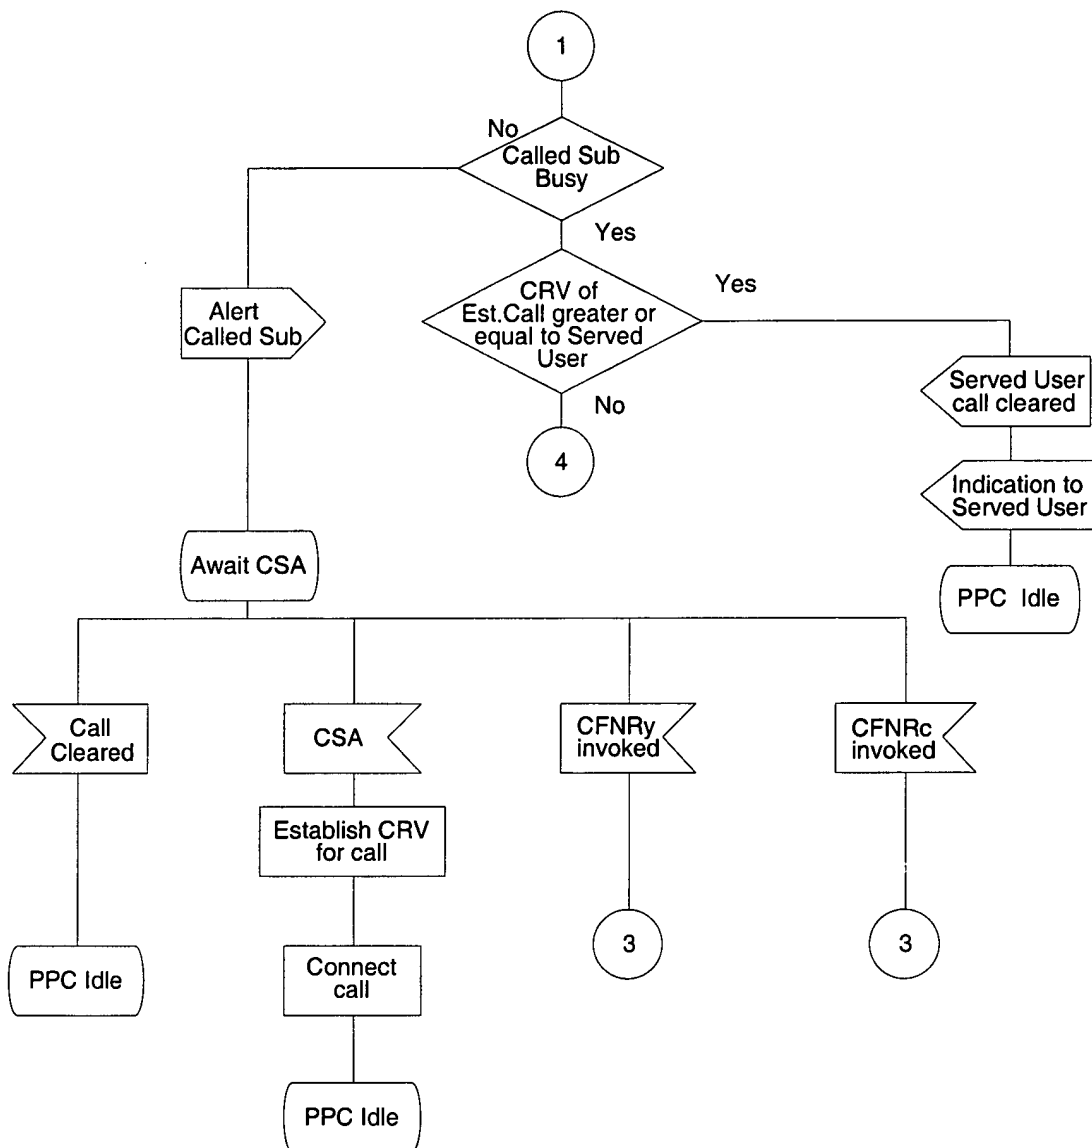 1
No
Called Sub
Busy
Yes
CRV of
Est.Call greater or
equal to Served
User
Yes
Alert
Called Sub
No
4
Served User
call cleared
Indication to
Served User
Await CSA
PPC Idle
Call
Cleared
CSA
CFNRy
invoked
CFNRc
invoked
Establish CRV
for call
3
3
PPC Idle
Connect
call
PPC Idle